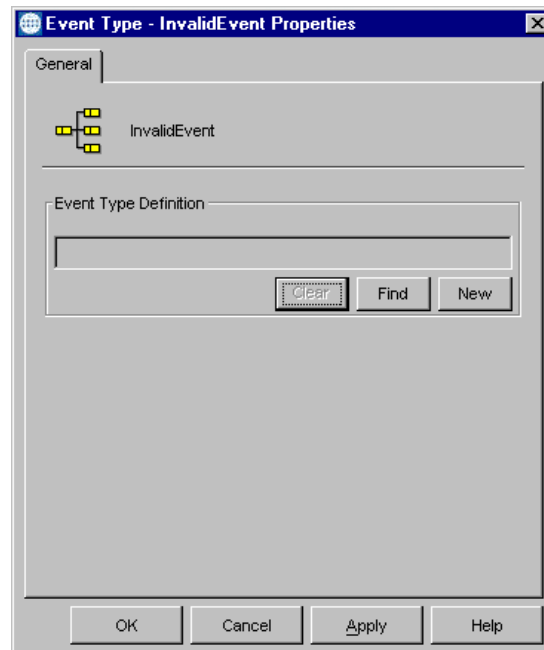 Event Type - InvalidEvent Properties
General
InvalidEvent
Event Type Definition
Clear Find New
OK Cancel Apply Help